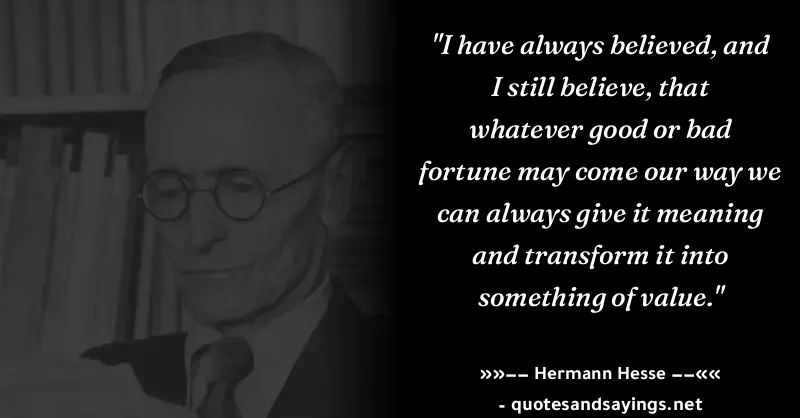 "I have always believed, and
I still believe, that
whatever good or bad
fortune may come our way we
can always give it meaning
and transform it into
something of value."
»»–– Hermann Hesse ––««
- quotesandsayings.net